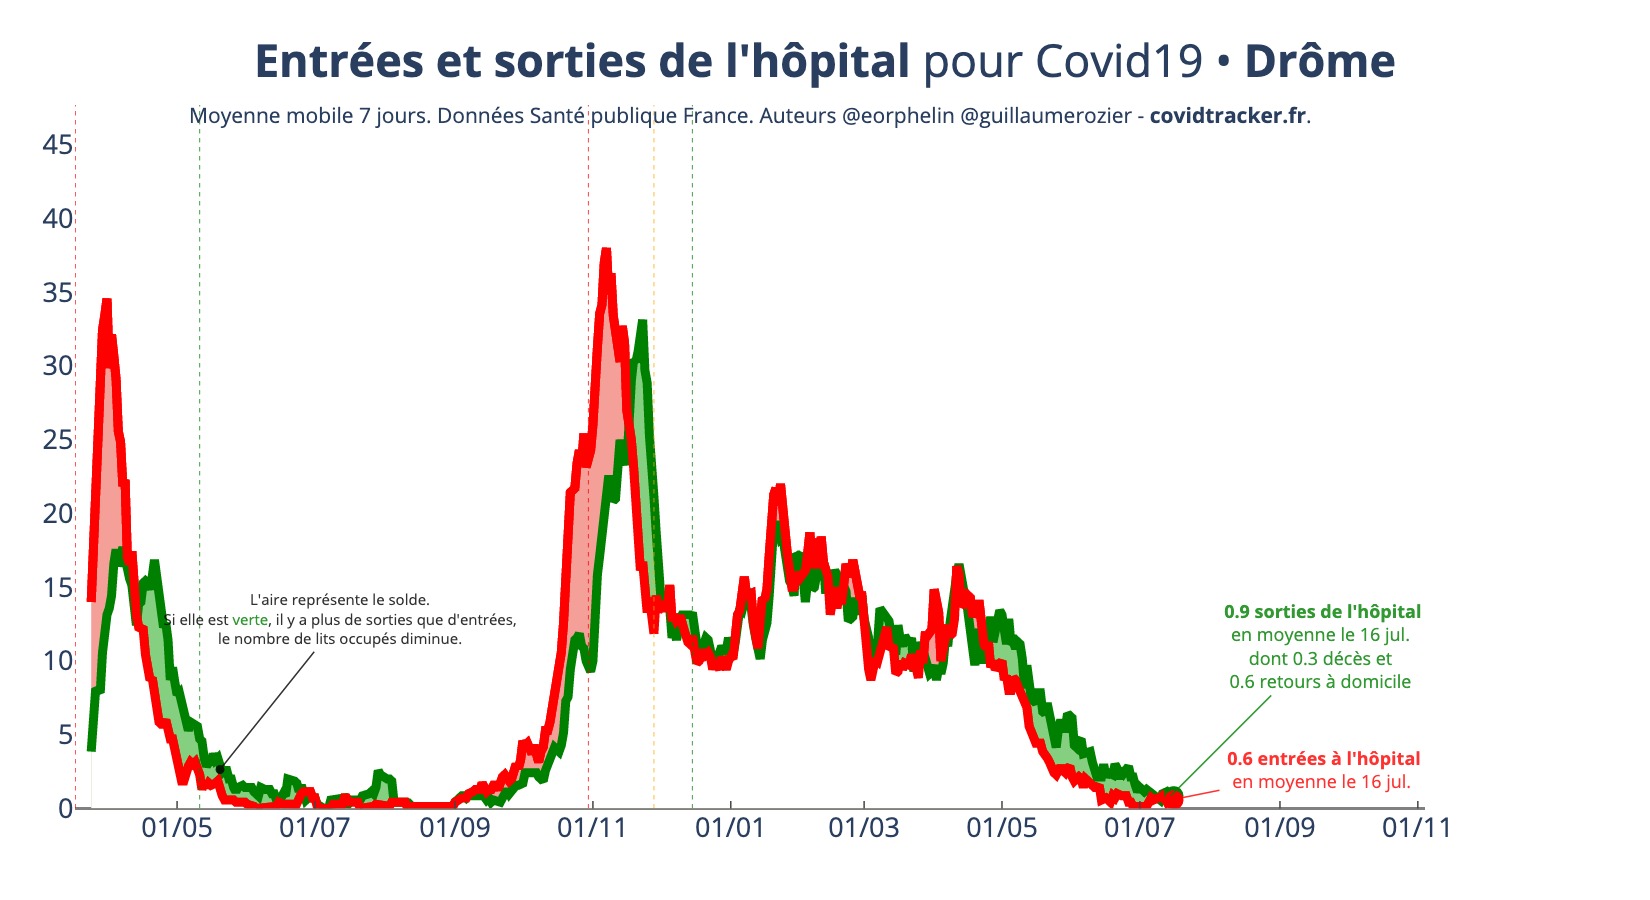 Entrées et sorties de l'hôpital pour Covid19 • Drôme
Moyenne mobile 7 jours. Données Santé publique France. Auteurs @eorphelin @guillaumerozier - covidtracker.fr.
45
40
35
30
25
20
15
10
5
0
L'aire représente le solde.
Si elle est verte, il y a plus de sorties que d'entrées,
le nombre de lits occupés diminue.
0.9 sorties de l'hôpital
en moyenne le 16 jul.
dont 0.3 décès et
0.6 retours à domicile
0.6 entrées à l'hôpital
en moyenne le 16 jul.
01/05 01/07 01/09 01/11 01/01 01/03 01/05 01/07 01/09 01/11